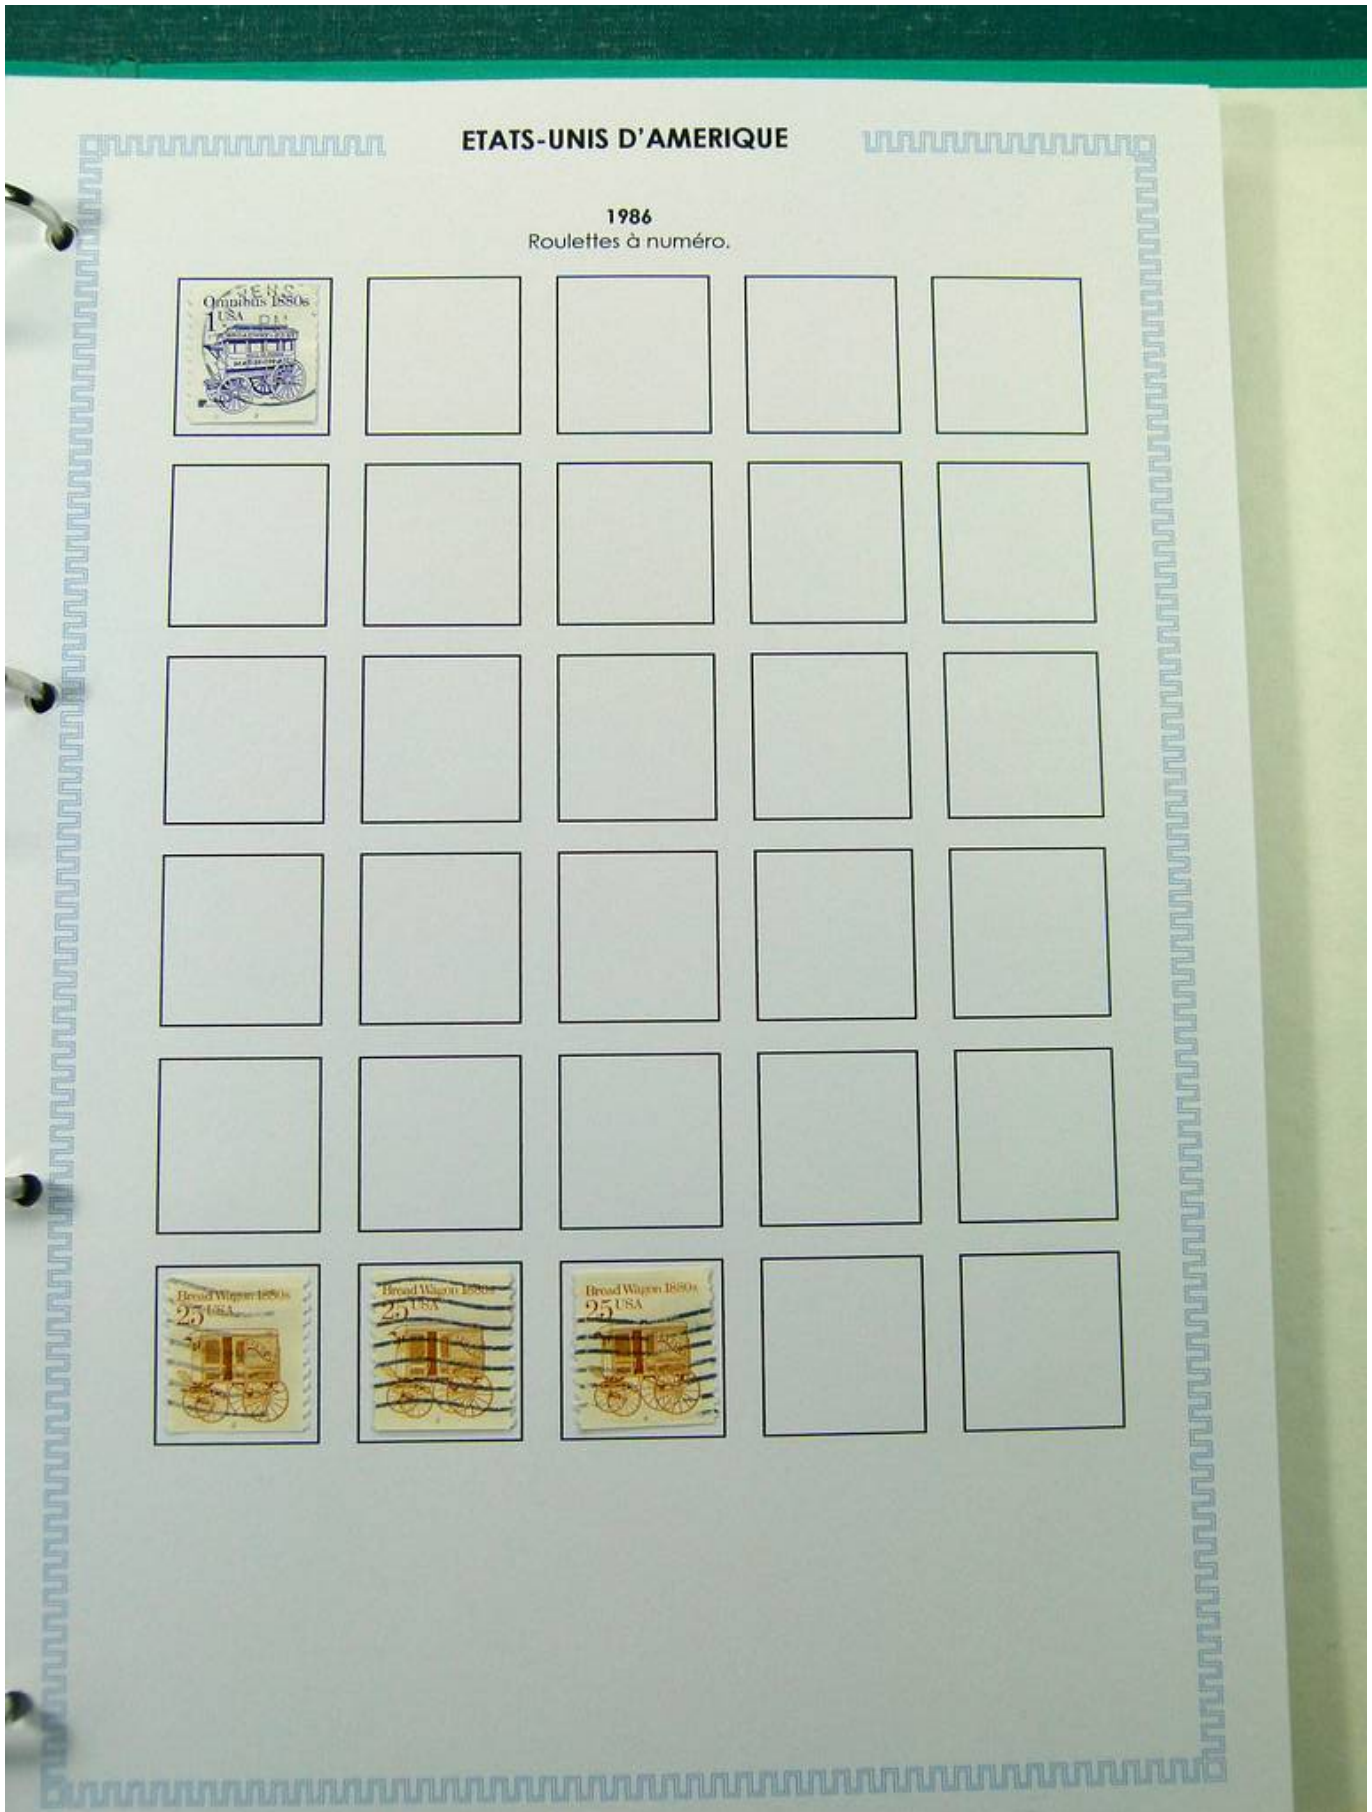 ETATS-UNIS D'AMERIQUE
1986
Roulettes à numéro.
Omnibus 1880s
1 USA
Bread Wagon 1880s
25 USA
Bread Wagon 1880s
25 USA
Bread Wagon 1880s
25 USA